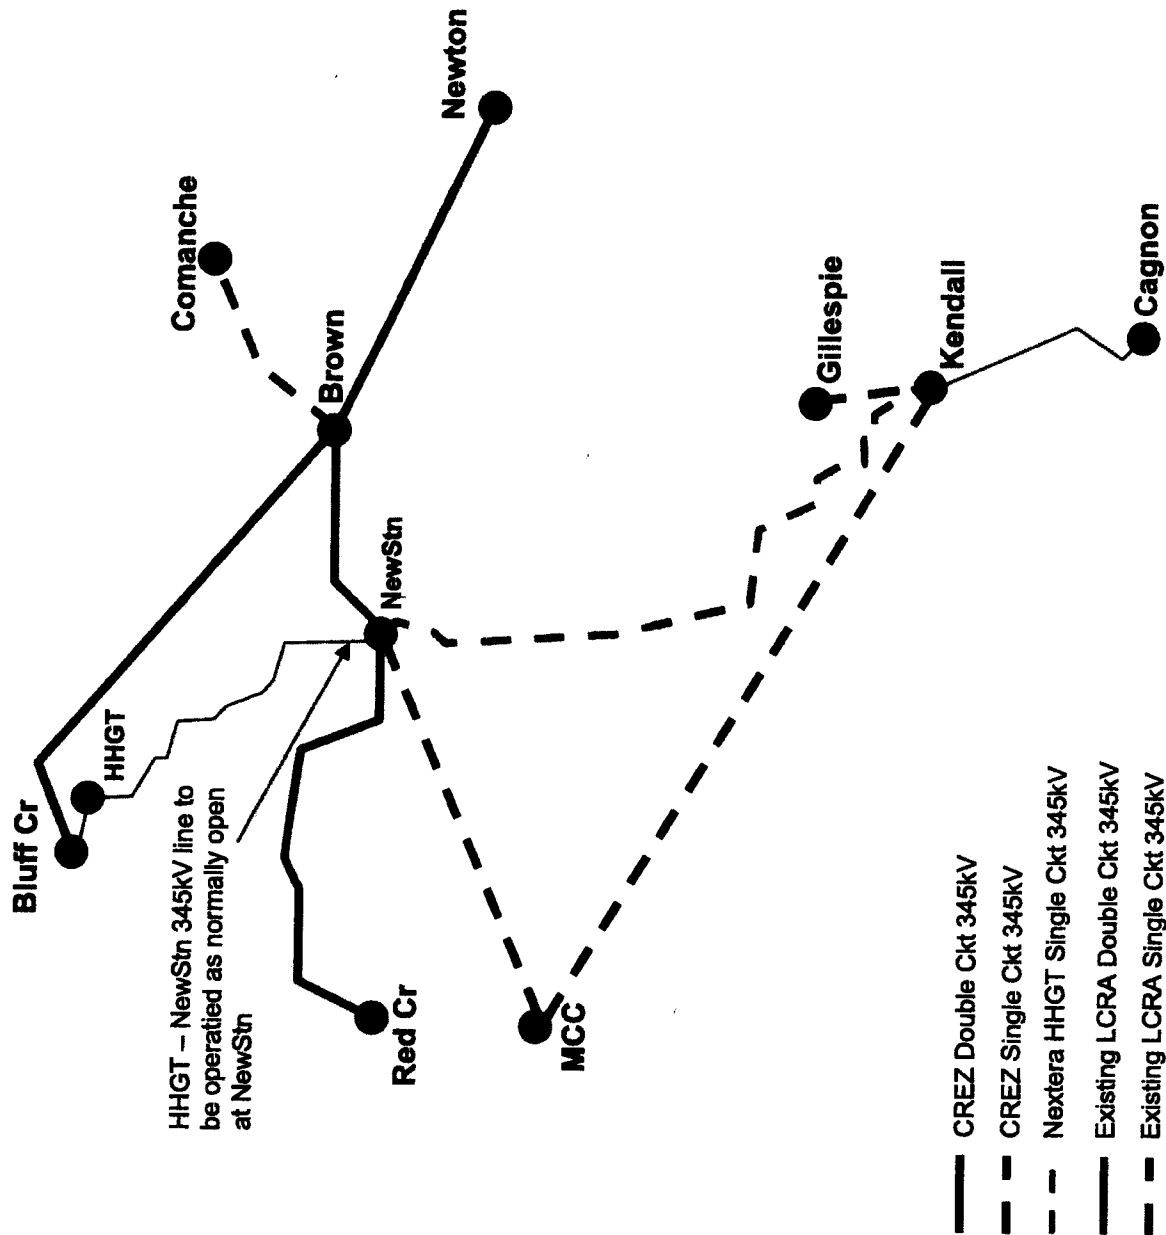 Bluff Cr
HHGT
Comanche
Newton
Brown
NewStn
HHGT – NewStn 345kV line to
be operatied as normally open
at NewStn
Red Cr
MCC
Gillespie
Kendall
Cagnon
CREZ Double Ckt 345kV
CREZ Single Ckt 345kV
Nextera HHGT Single Ckt 345kV
Existing LCRA Double Ckt 345kV
Existing LCRA Single Ckt 345kV